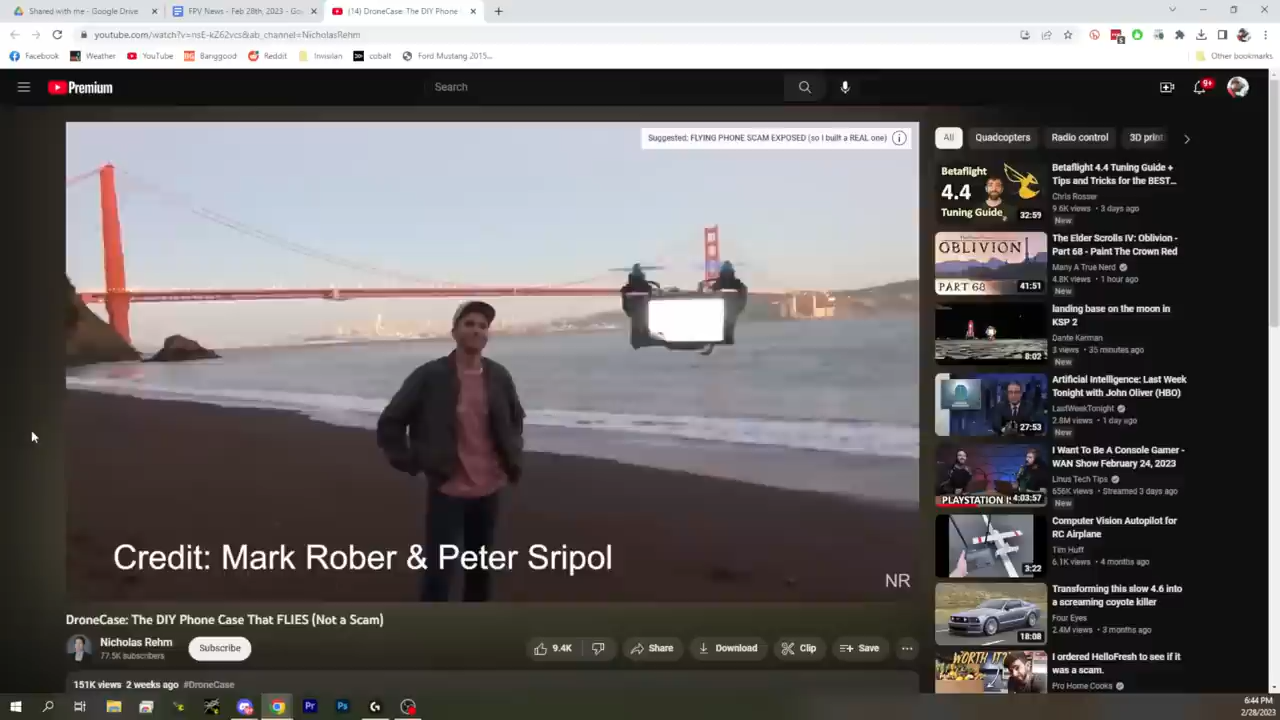 Shared with me - Google Drive
FPV News - Feb 28th, 2023 - Go
(14) DroneCase: The DIY Phone
youtube.com/watch?v=nsE-kZ62vcs&ab_channel=NicholasRehm
Facebook
Weather
YouTube
Banggood
Reddit
Invisilan
cobalt
Ford Mustang 2015...
Other bookmarks
Premium
Search
9+
Suggested: FLYING PHONE SCAM EXPOSED (so I built a REAL one)
Credit: Mark Rober & Peter Sripol
NR
DroneCase: The DIY Phone Case That FLIES (Not a Scam)
Nicholas Rehm
77.5K subscribers
Subscribe
9.4K
Share
Download
Clip
Save
151K views 2 weeks ago #DroneCase
All
Quadcopters
Radio control
3D print
Betaflight
4.4
Tuning Guide
32:59
Betaflight 4.4 Tuning Guide +
Tips and Tricks for the BEST...
Chris Rosser
9.6K views • 3 days ago
New
OBLIVION
PART 68
41:51
The Elder Scrolls IV: Oblivion -
Part 68 - Paint The Crown Red
Many A True Nerd
4.8K views • 1 hour ago
New
8:02
landing base on the moon in
KSP 2
Dante Kerman
3 views • 35 minutes ago
New
27:53
Artificial Intelligence: Last Week
Tonight with John Oliver (HBO)
LastWeekTonight
2.8M views • 1 day ago
New
PLAYSTATION
4:03:57
I Want To Be A Console Gamer -
WAN Show February 24, 2023
Linus Tech Tips
656K views • Streamed 3 days ago
New
3:22
Computer Vision Autopilot for
RC Airplane
Tim Huff
6.1K views • 4 months ago
18:08
Transforming this slow 4.6 into
a screaming coyote killer
Four Eyes
2.4M views • 3 months ago
WORTH IT?
I ordered HelloFresh to see if it
was a scam.
Pro Home Cooks
6:44 PM
2/28/2023